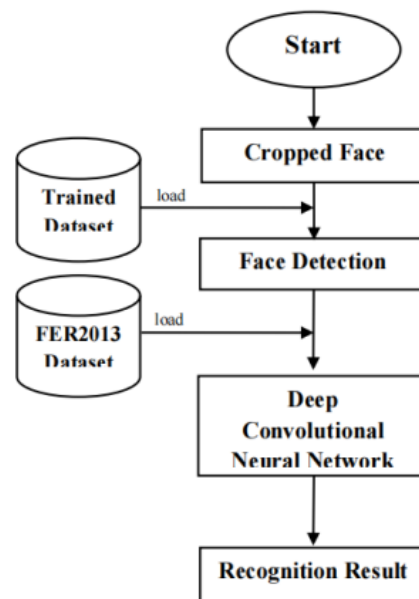 Start
Cropped Face
Trained
Dataset
load
Face Detection
FER2013
Dataset
load
Deep
Convolutional
Neural Network
Recognition Result